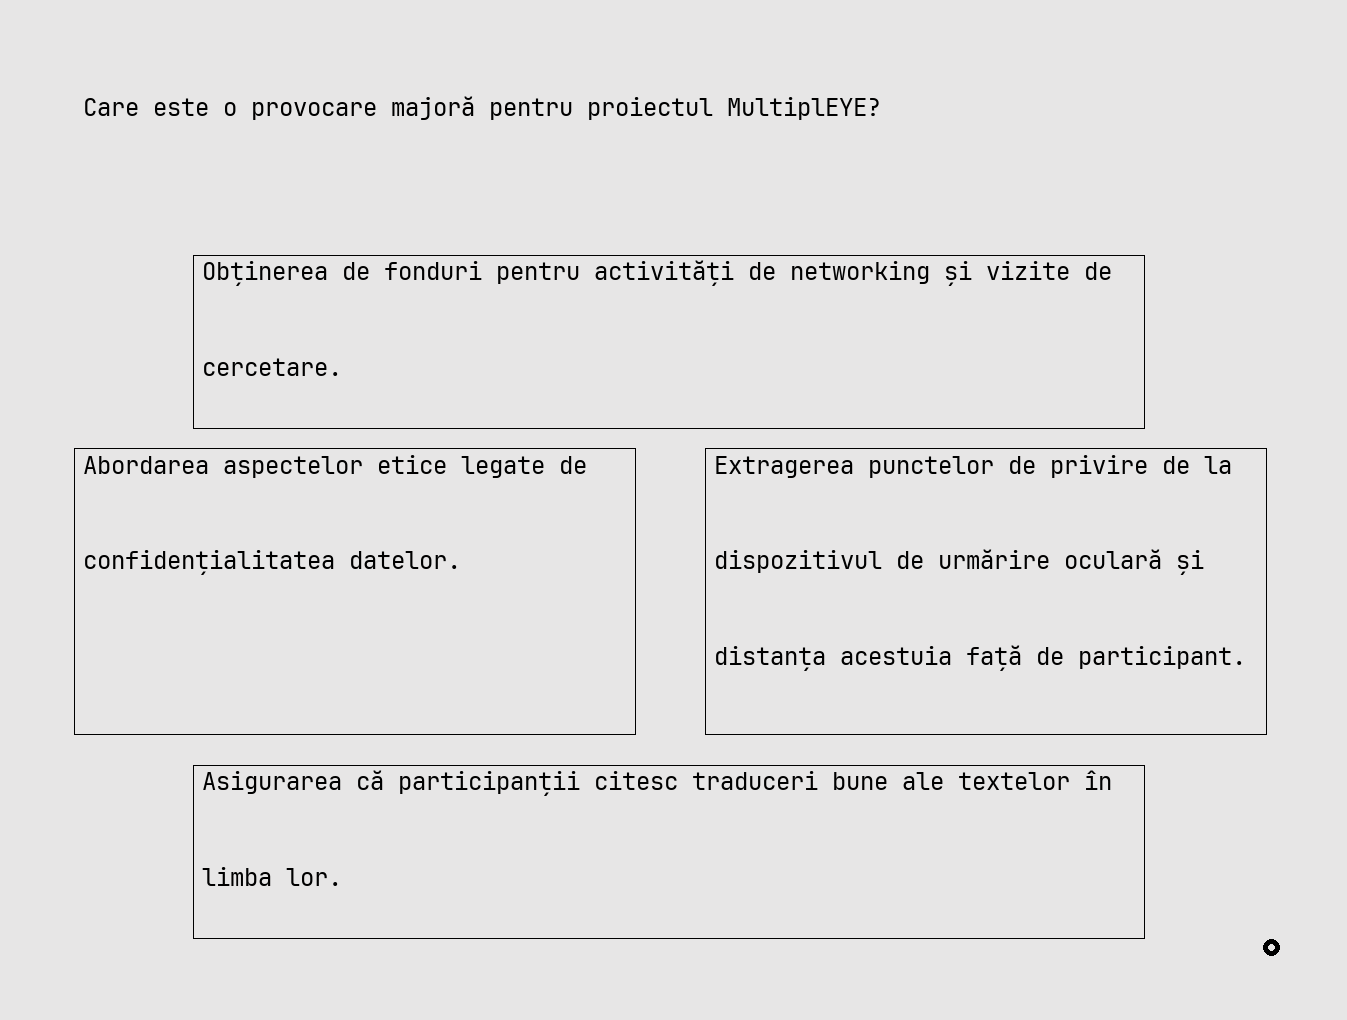 Care este o provocare majoră pentru proiectul MultiplEYE?
Obținerea de fonduri pentru activități de networking și vizite de
cercetare.
Abordarea aspectelor etice legate de
confidențialitatea datelor.
Extragerea punctelor de privire de la
dispozitivul de urmărire oculară și
distanța acestuia față de participant.
Asigurarea că participanții citesc traduceri bune ale textelor în
limba lor.